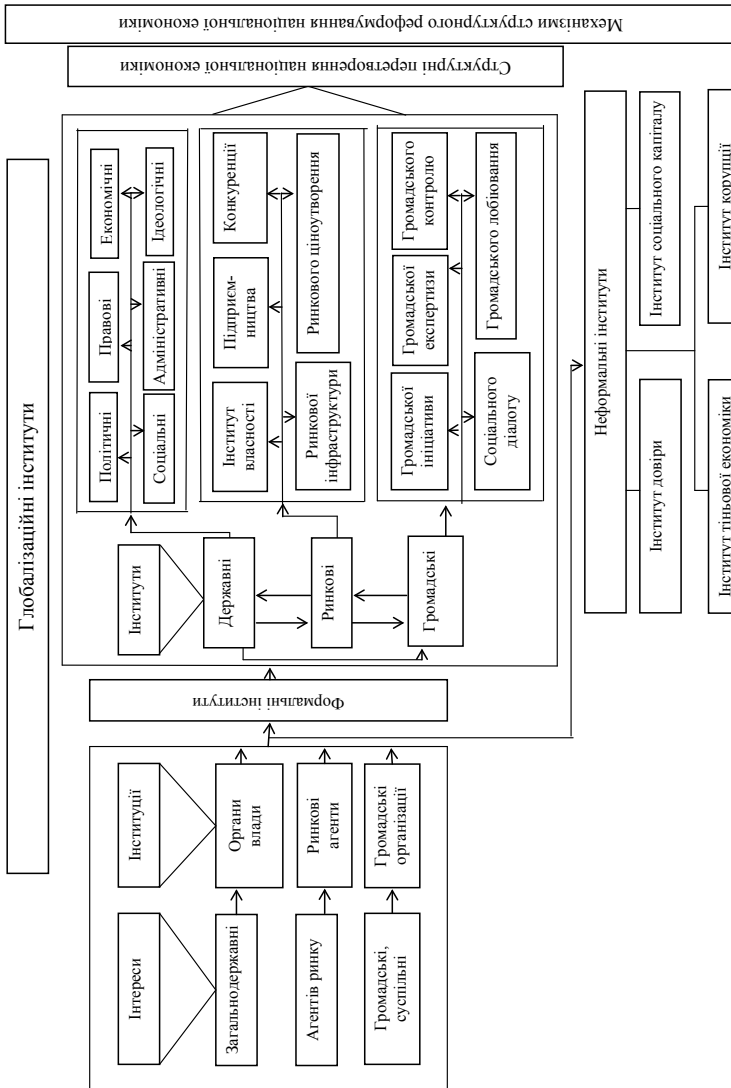 Глобалізаційні інститути
Інтереси
Загальнодержавні
Агентів ринку
Громадські,
суспільні
Інституції
Органи
влади
Ринкові
агенти
Громадські
організації
Формальні інститути
Інститути
Державні
Ринкові
Громадські
Політичні
Правові
Економічні
Соціальні
Адміністративні
Ідеологічні
Інститут
власності
Підприєм-
ництва
Конкуренції
Ринкової
інфраструктури
Ринкового ціноутворення
Громадської
ініціативи
Громадської
експертизи
Громадського
контролю
Соціального
діалогу
Громадського лобіювання
Структурні перетворення національної економіки
Механізми структурного реформування національної економіки
Неформальні інститути
Інститут довіри
Інститут соціального капіталу
Інститут тіньової економіки
Інститут корупції